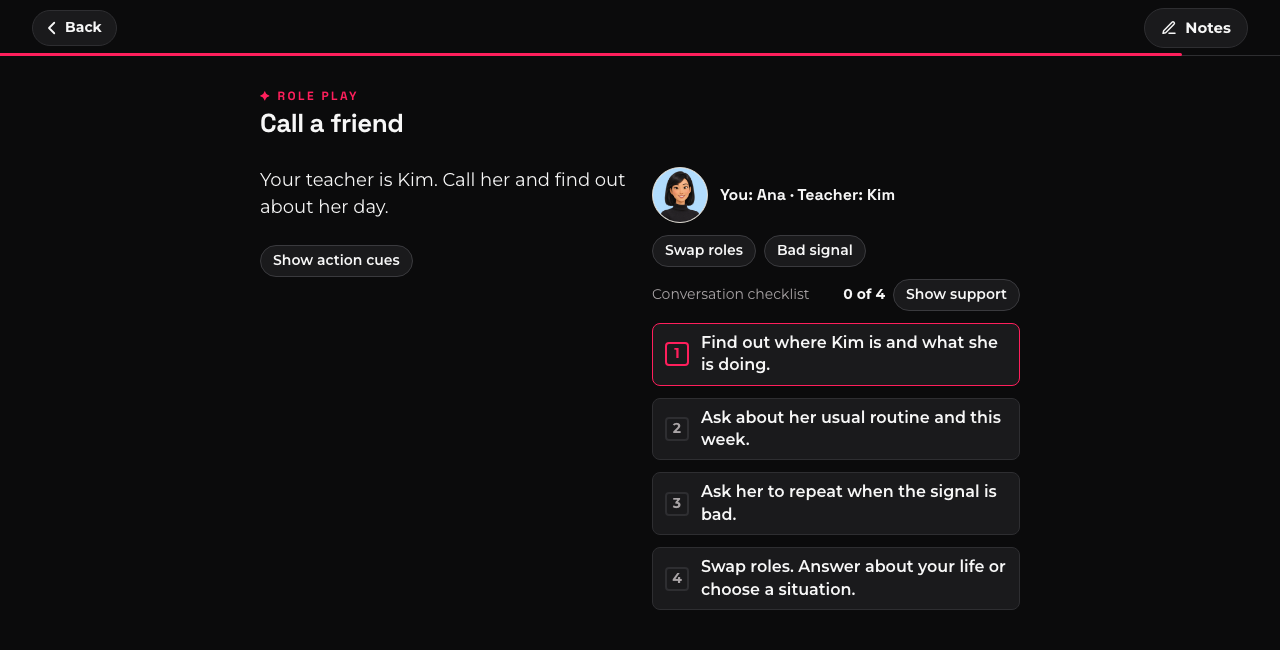 Back
Notes
ROLE PLAY
Call a friend
Your teacher is Kim. Call her and find out
about her day.
Show action cues
You: Ana · Teacher: Kim
Swap roles
Bad signal
Conversation checklist
0 of 4
Show support
1
Find out where Kim is and what she
is doing.
2
Ask about her usual routine and this
week.
3
Ask her to repeat when the signal is
bad.
4
Swap roles. Answer about your life or
choose a situation.